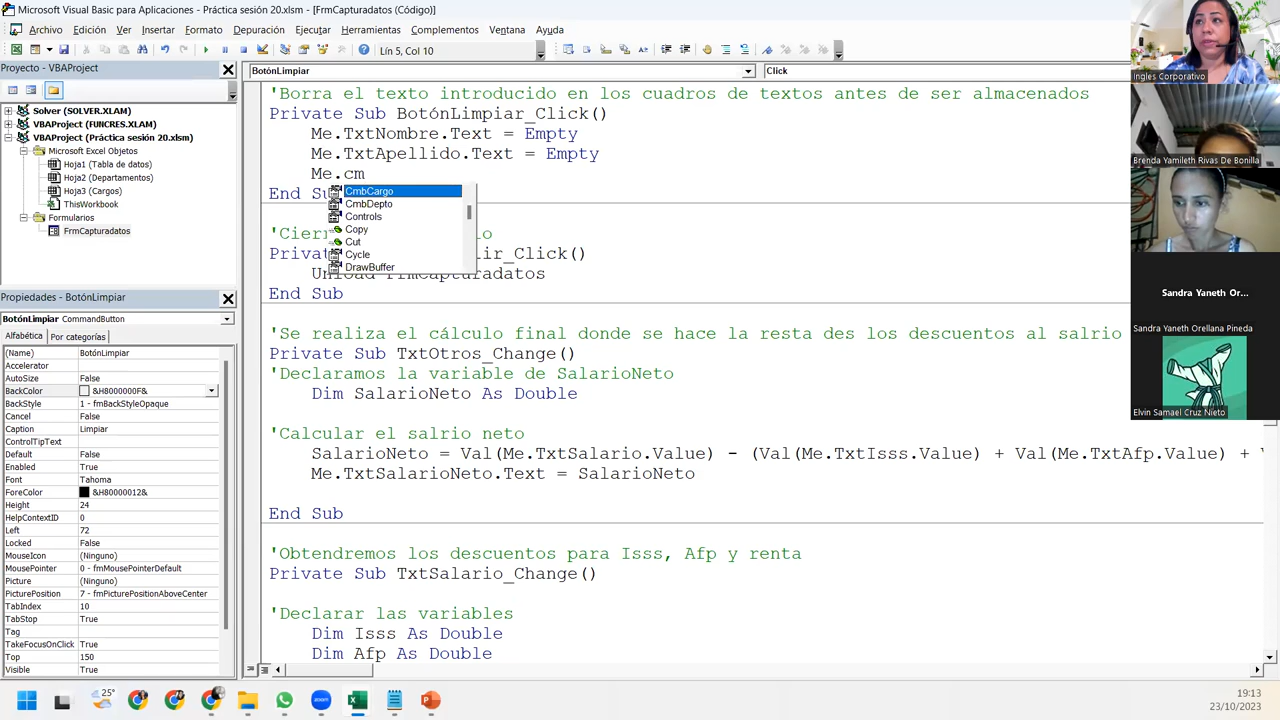 Microsoft Visual Basic para Aplicaciones - Práctica sesión 20.xlsm - [FrmCapturadatos (Código)]
Archivo Edición Ver Insertar Formato Depuración Ejecutar Herramientas Complementos Ventana Ayuda
Lín 5, Col 10
Proyecto - VBAProject
Solver (SOLVER.XLAM)
VBAProject (FUNCRES.XLAM)
VBAProject (Práctica sesión 20.xlsm)
Microsoft Excel Objetos
Hoja1 (Tabla de datos)
Hoja2 (Departamentos
Hoja3 (Cargos)
ThisWorkbook
Formularios
FrmCapturadatos
Propiedades - BotónLimpiar
BotónLimpiar CommandButton
Alfabética Por categorías
(Name) BotónLimpiar
Accelerator
AutoSize False
BackColor &H8000000F&
BackStyle 1 - fmBackStyleOpaque
Cancel False
Caption Limpiar
ControlTipText
Default False
Enabled True
Font Tahoma
ForeColor &H80000012&
Height 24
HelpContextID 0
Left 72
Locked False
MouseIcon (Ninguno)
MousePointer 0 - fmMousePointerDefault
Picture (Ninguno)
PicturePosition 7 - fmPicturePositionAboveCenter
TabIndex 10
TabStop True
Tag
TakeFocusOnClick True
Top 150
Visible True
BotónLimpiar Click
'Borra el texto introducido en los cuadros de textos antes de ser almacenados
Private Sub BotónLimpiar_Click()
Me.TxtNombre.Text = Empty
Me.TxtApellido.Text = Empty
Me.cm
CmbCargo
CmbDepto
Controls
Copy
Cut
Cycle
DrawBuffer
End Su
'Cier o
Priva ir_Click()
Unload FrmCapturadatos
End Sub
'Se realiza el cálculo final donde se hace la resta des los descuentos al salrio
Private Sub TxtOtros_Change()
'Declaramos la variable de SalarioNeto
Dim SalarioNeto As Double
'Calcular el salrio neto
SalarioNeto = Val(Me.TxtSalario.Value) - (Val(Me.TxtIsss.Value) + Val(Me.TxtAfp.Value) +
Me.TxtSalarioNeto.Text = SalarioNeto
End Sub
'Obtendremos los descuentos para Isss, Afp y renta
Private Sub TxtSalario_Change()
'Declarar las variables
Dim Isss As Double
Dim Afp As Double
Ingles Corporativo
Brenda Yamileth Rivas De Bonilla
Sandra Yaneth Or...
Sandra Yaneth Orellana Pineda
Elvin Samael Cruz Nieto
25°
zoom
19:13
23/10/2023